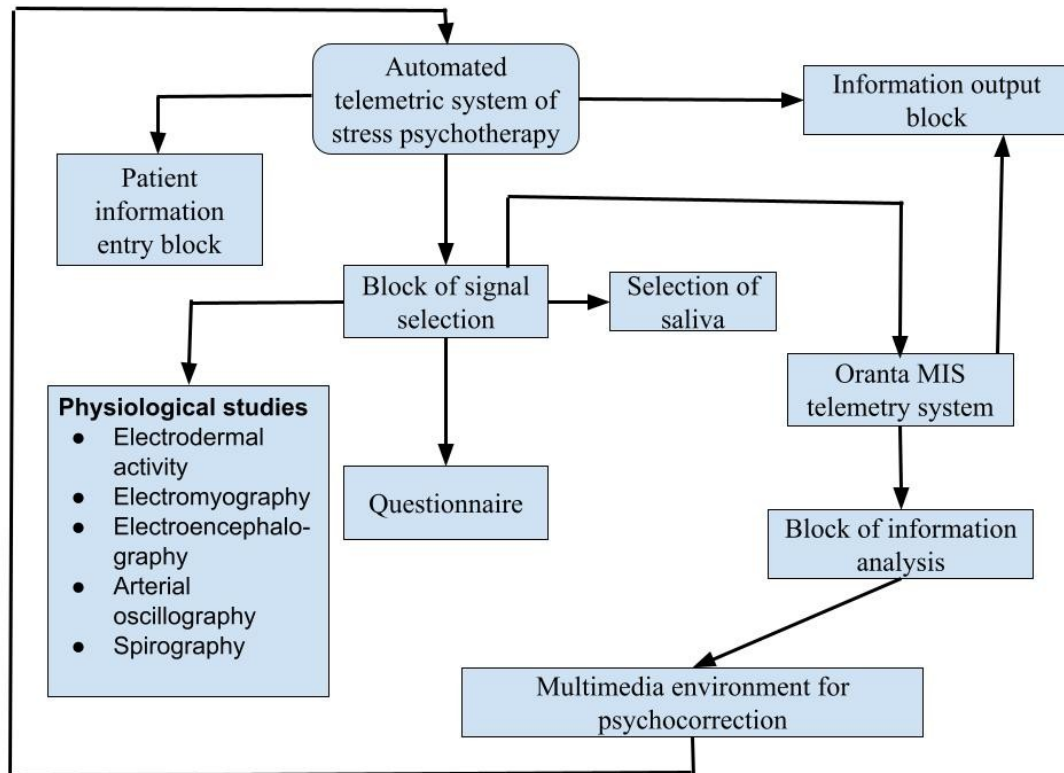 Automated
telemetric system of
stress psychotherapy
Information output
block
Patient
information
entry block
Block of signal
selection
Selection of
saliva
Oranta MIS
telemetry system
Physiological studies
● Electrodermal
activity
● Electromyography
● Electroencephalo-
graphy
● Arterial
oscillography
● Spirography
Questionnaire
Block of information
analysis
Multimedia environment for
psychocorrection